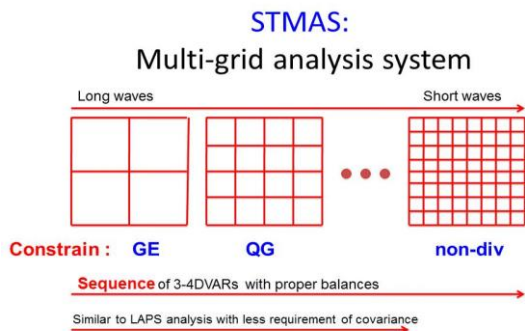 STMAS:
Multi-grid analysis system
Long waves Short waves
Constrain : GE QG non-div
Sequence of 3-4DVARs with proper balances
Similar to LAPS analysis with less requirement of covariance